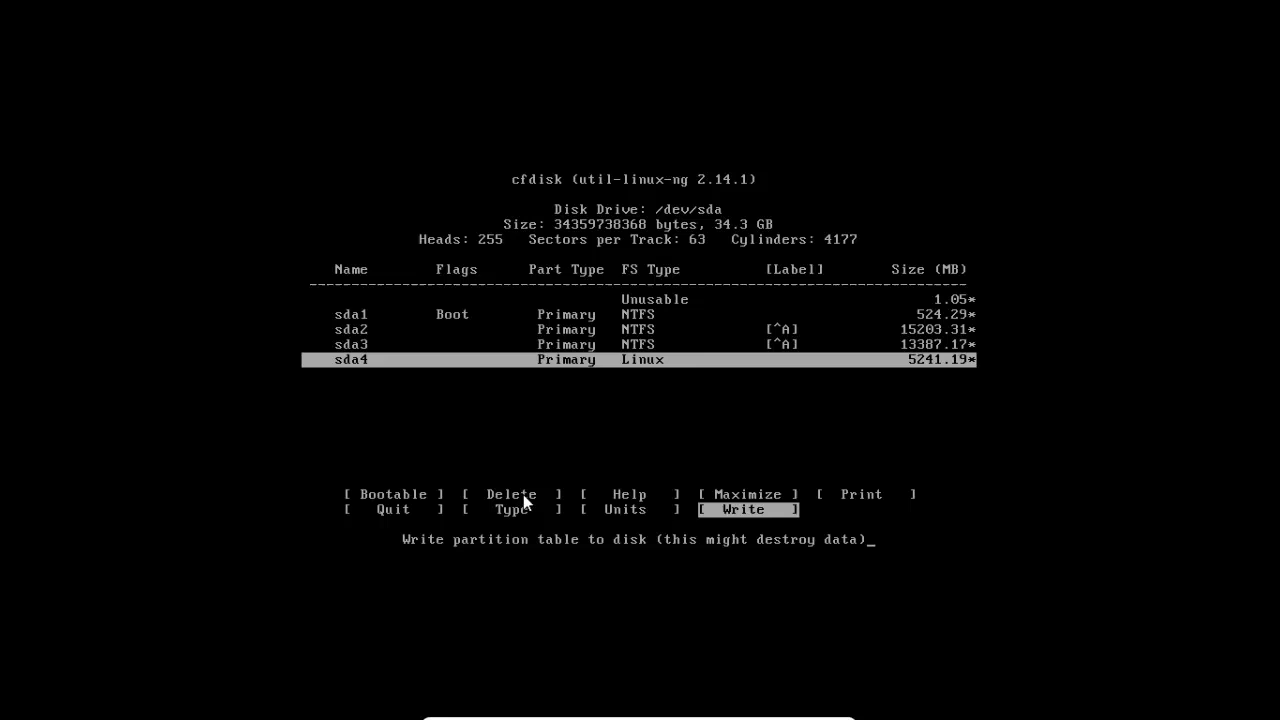 cfdisk (util-linux-ng 2.14.1)
Disk Drive: /dev/sda
Size: 34359738368 bytes, 34.3 GB
Heads: 255   Sectors per Track: 63   Cylinders: 4177
Name        Flags      Part Type  FS Type          [Label]        Size (MB)
------------------------------------------------------------------------------
Unusable                              1.05*
sda1        Boot        Primary   NTFS                              524.29*
sda2                    Primary   NTFS             [^A]           15203.31*
sda3                    Primary   NTFS             [^A]           13387.17*
sda4                    Primary   Linux                            5241.19*
[ Bootable ]  [  Delete  ]  [   Help   ]  [ Maximize ]  [  Print   ]
[   Quit   ]  [   Type   ]  [  Units   ]  [  Write   ]
Write partition table to disk (this might destroy data)_